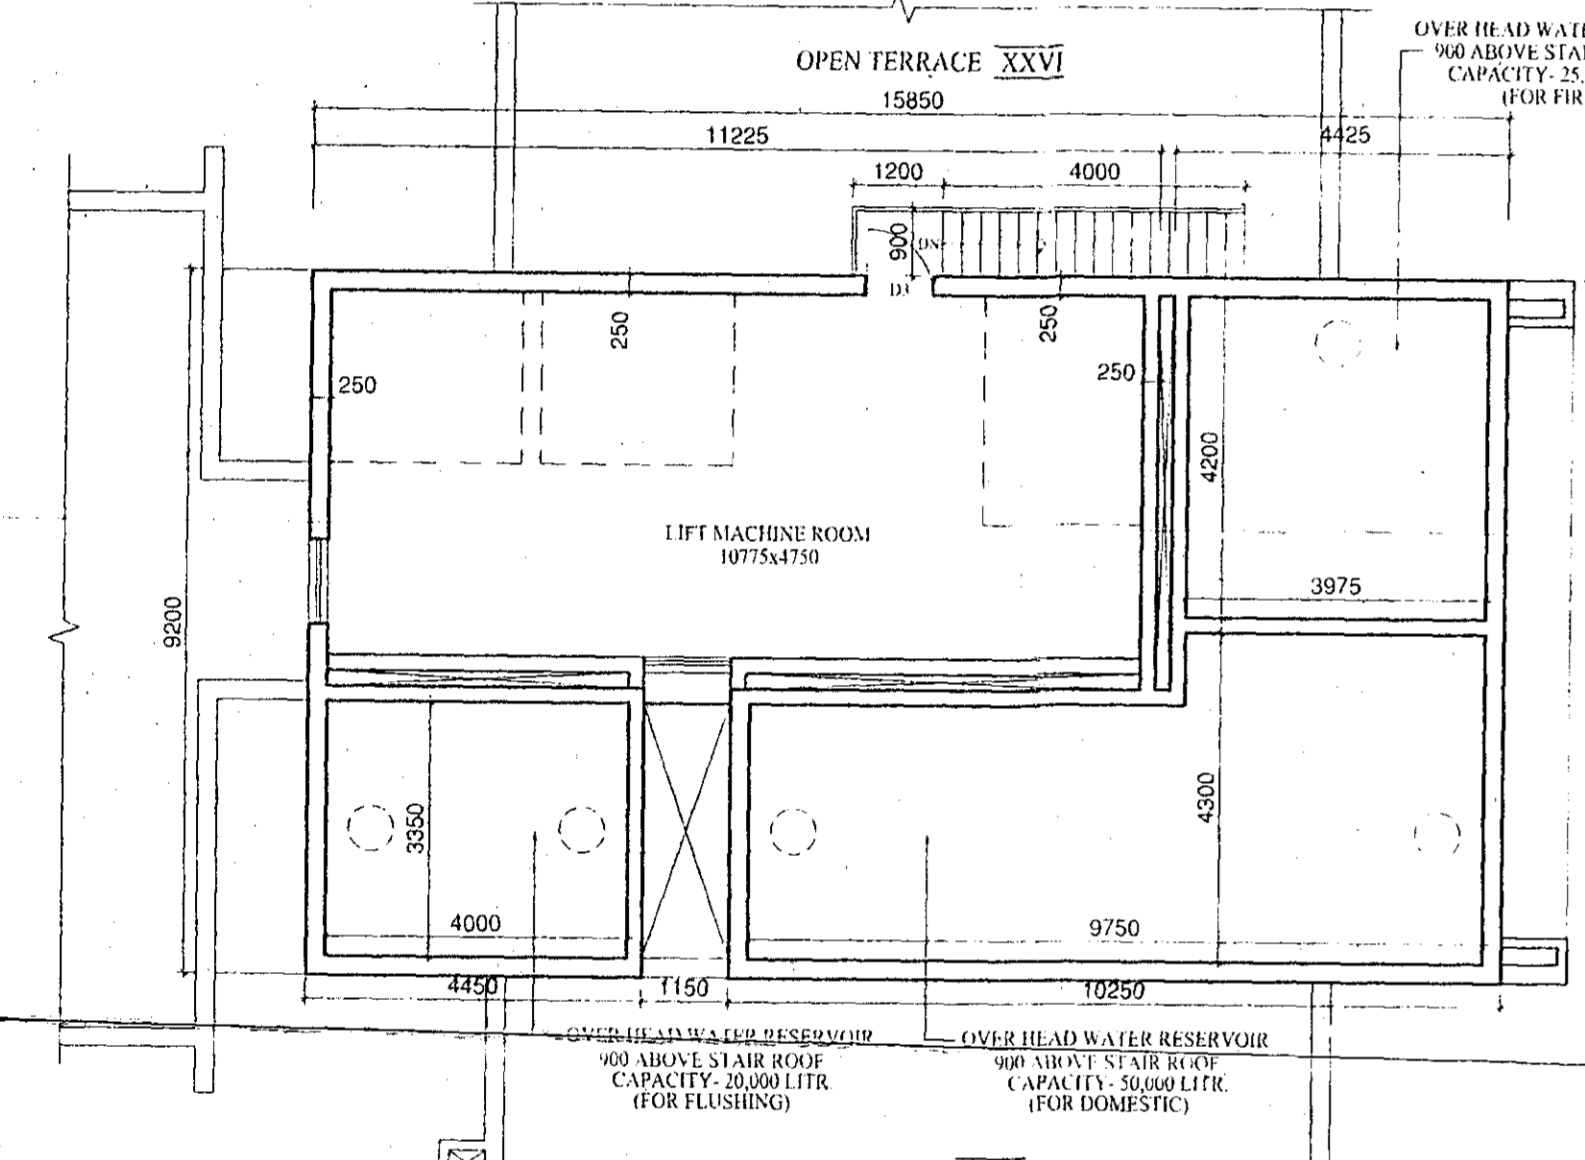 OPEN TERRACE XXVI
OVER HEAD WATE
900 ABOVE STAI
CAPACITY- 25,
(FOR FIR
15850
11225
4425
1200
4000
900
DN
D3
250
250
250
250
4200
LIFT MACHINE ROOM
10775x4750
3975
9200
3350
4300
4000
9750
4450
1150
10250
OVER HEAD WATER RESERVOIR
900 ABOVE STAIR ROOF
CAPACITY- 20,000 LITR.
(FOR FLUSHING)
OVER HEAD WATER RESERVOIR
900 ABOVE STAIR ROOF
CAPACITY- 50,000 LITR.
(FOR DOMESTIC)